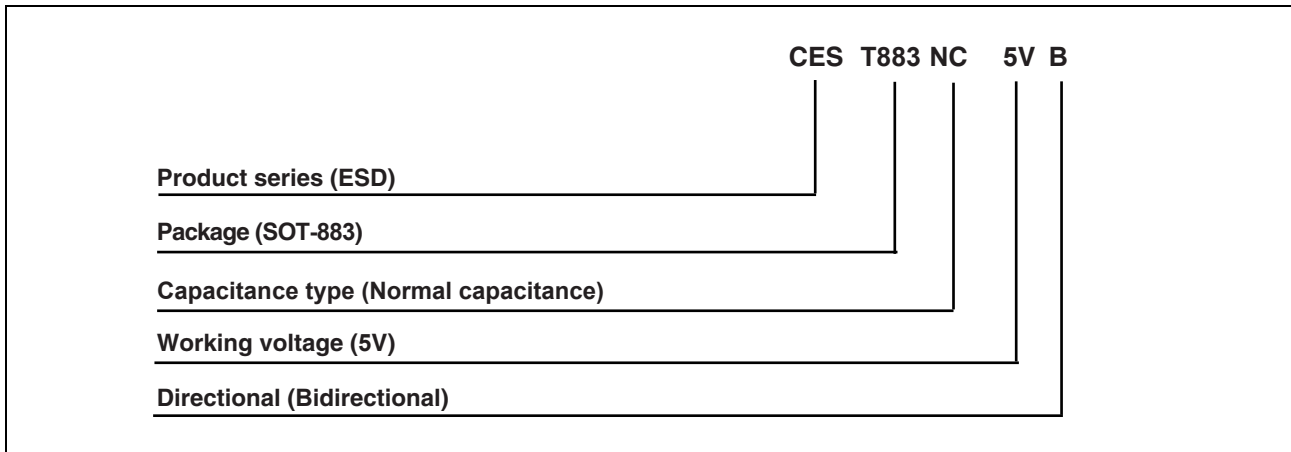 CES T883 NC 5V B
Product series (ESD)
Package (SOT-883)
Capacitance type (Normal capacitance)
Working voltage (5V)
Directional (Bidirectional)